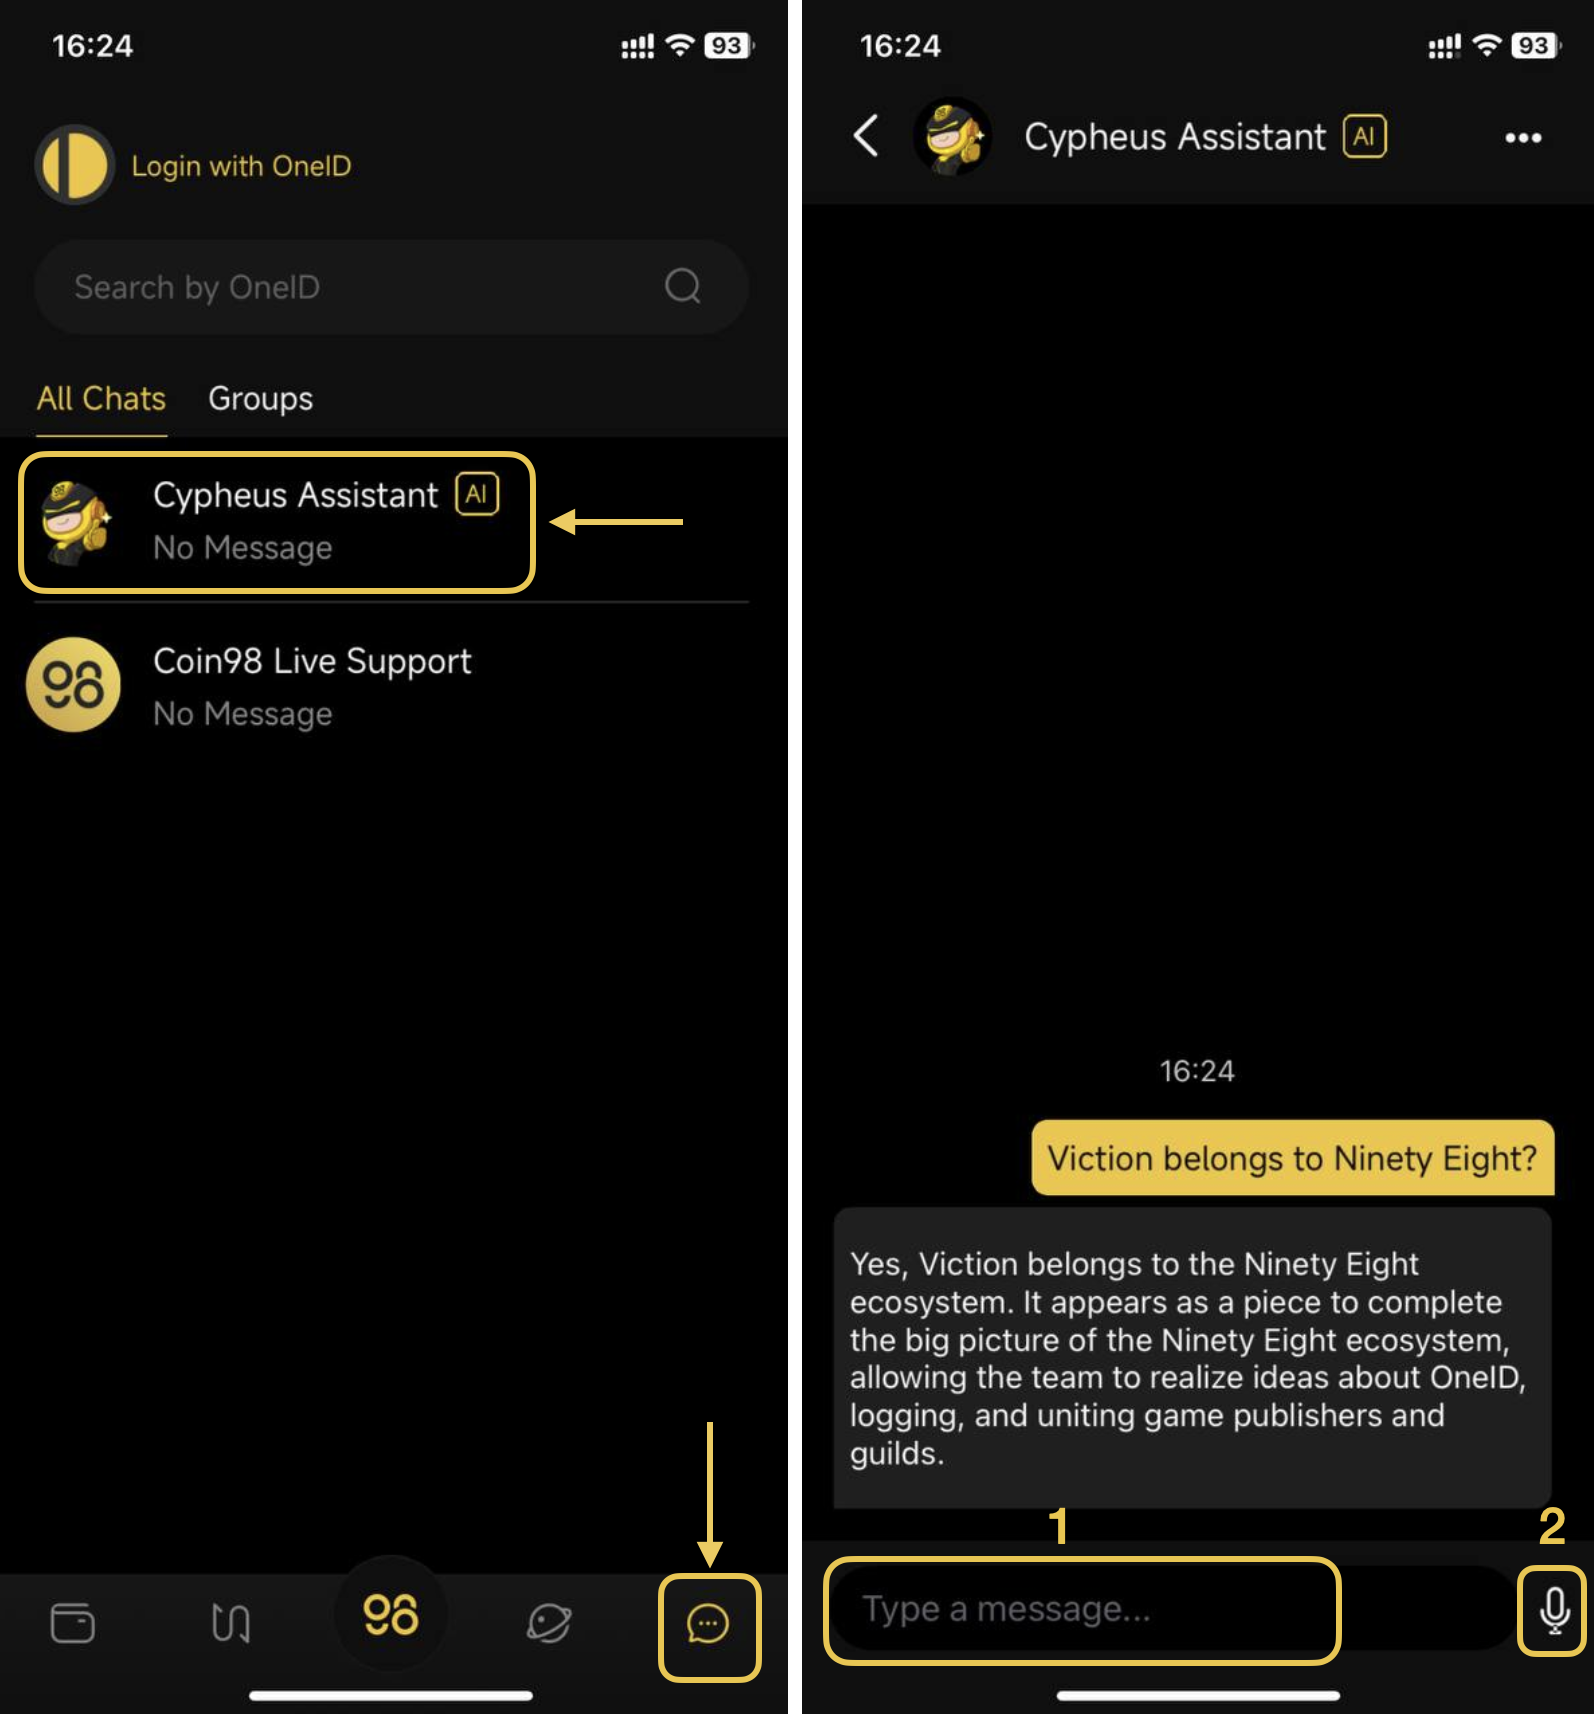 16:24
93
Login with OneID
Search by OneID
All Chats
Groups
Cypheus Assistant AI
No Message
98
Coin98 Live Support
No Message
98
16:24
93
Cypheus Assistant AI
16:24
Viction belongs to Ninety Eight?
Yes, Viction belongs to the Ninety Eight
ecosystem. It appears as a piece to complete
the big picture of the Ninety Eight ecosystem,
allowing the team to realize ideas about OneID,
logging, and uniting game publishers and
guilds.
1
2
Type a message...